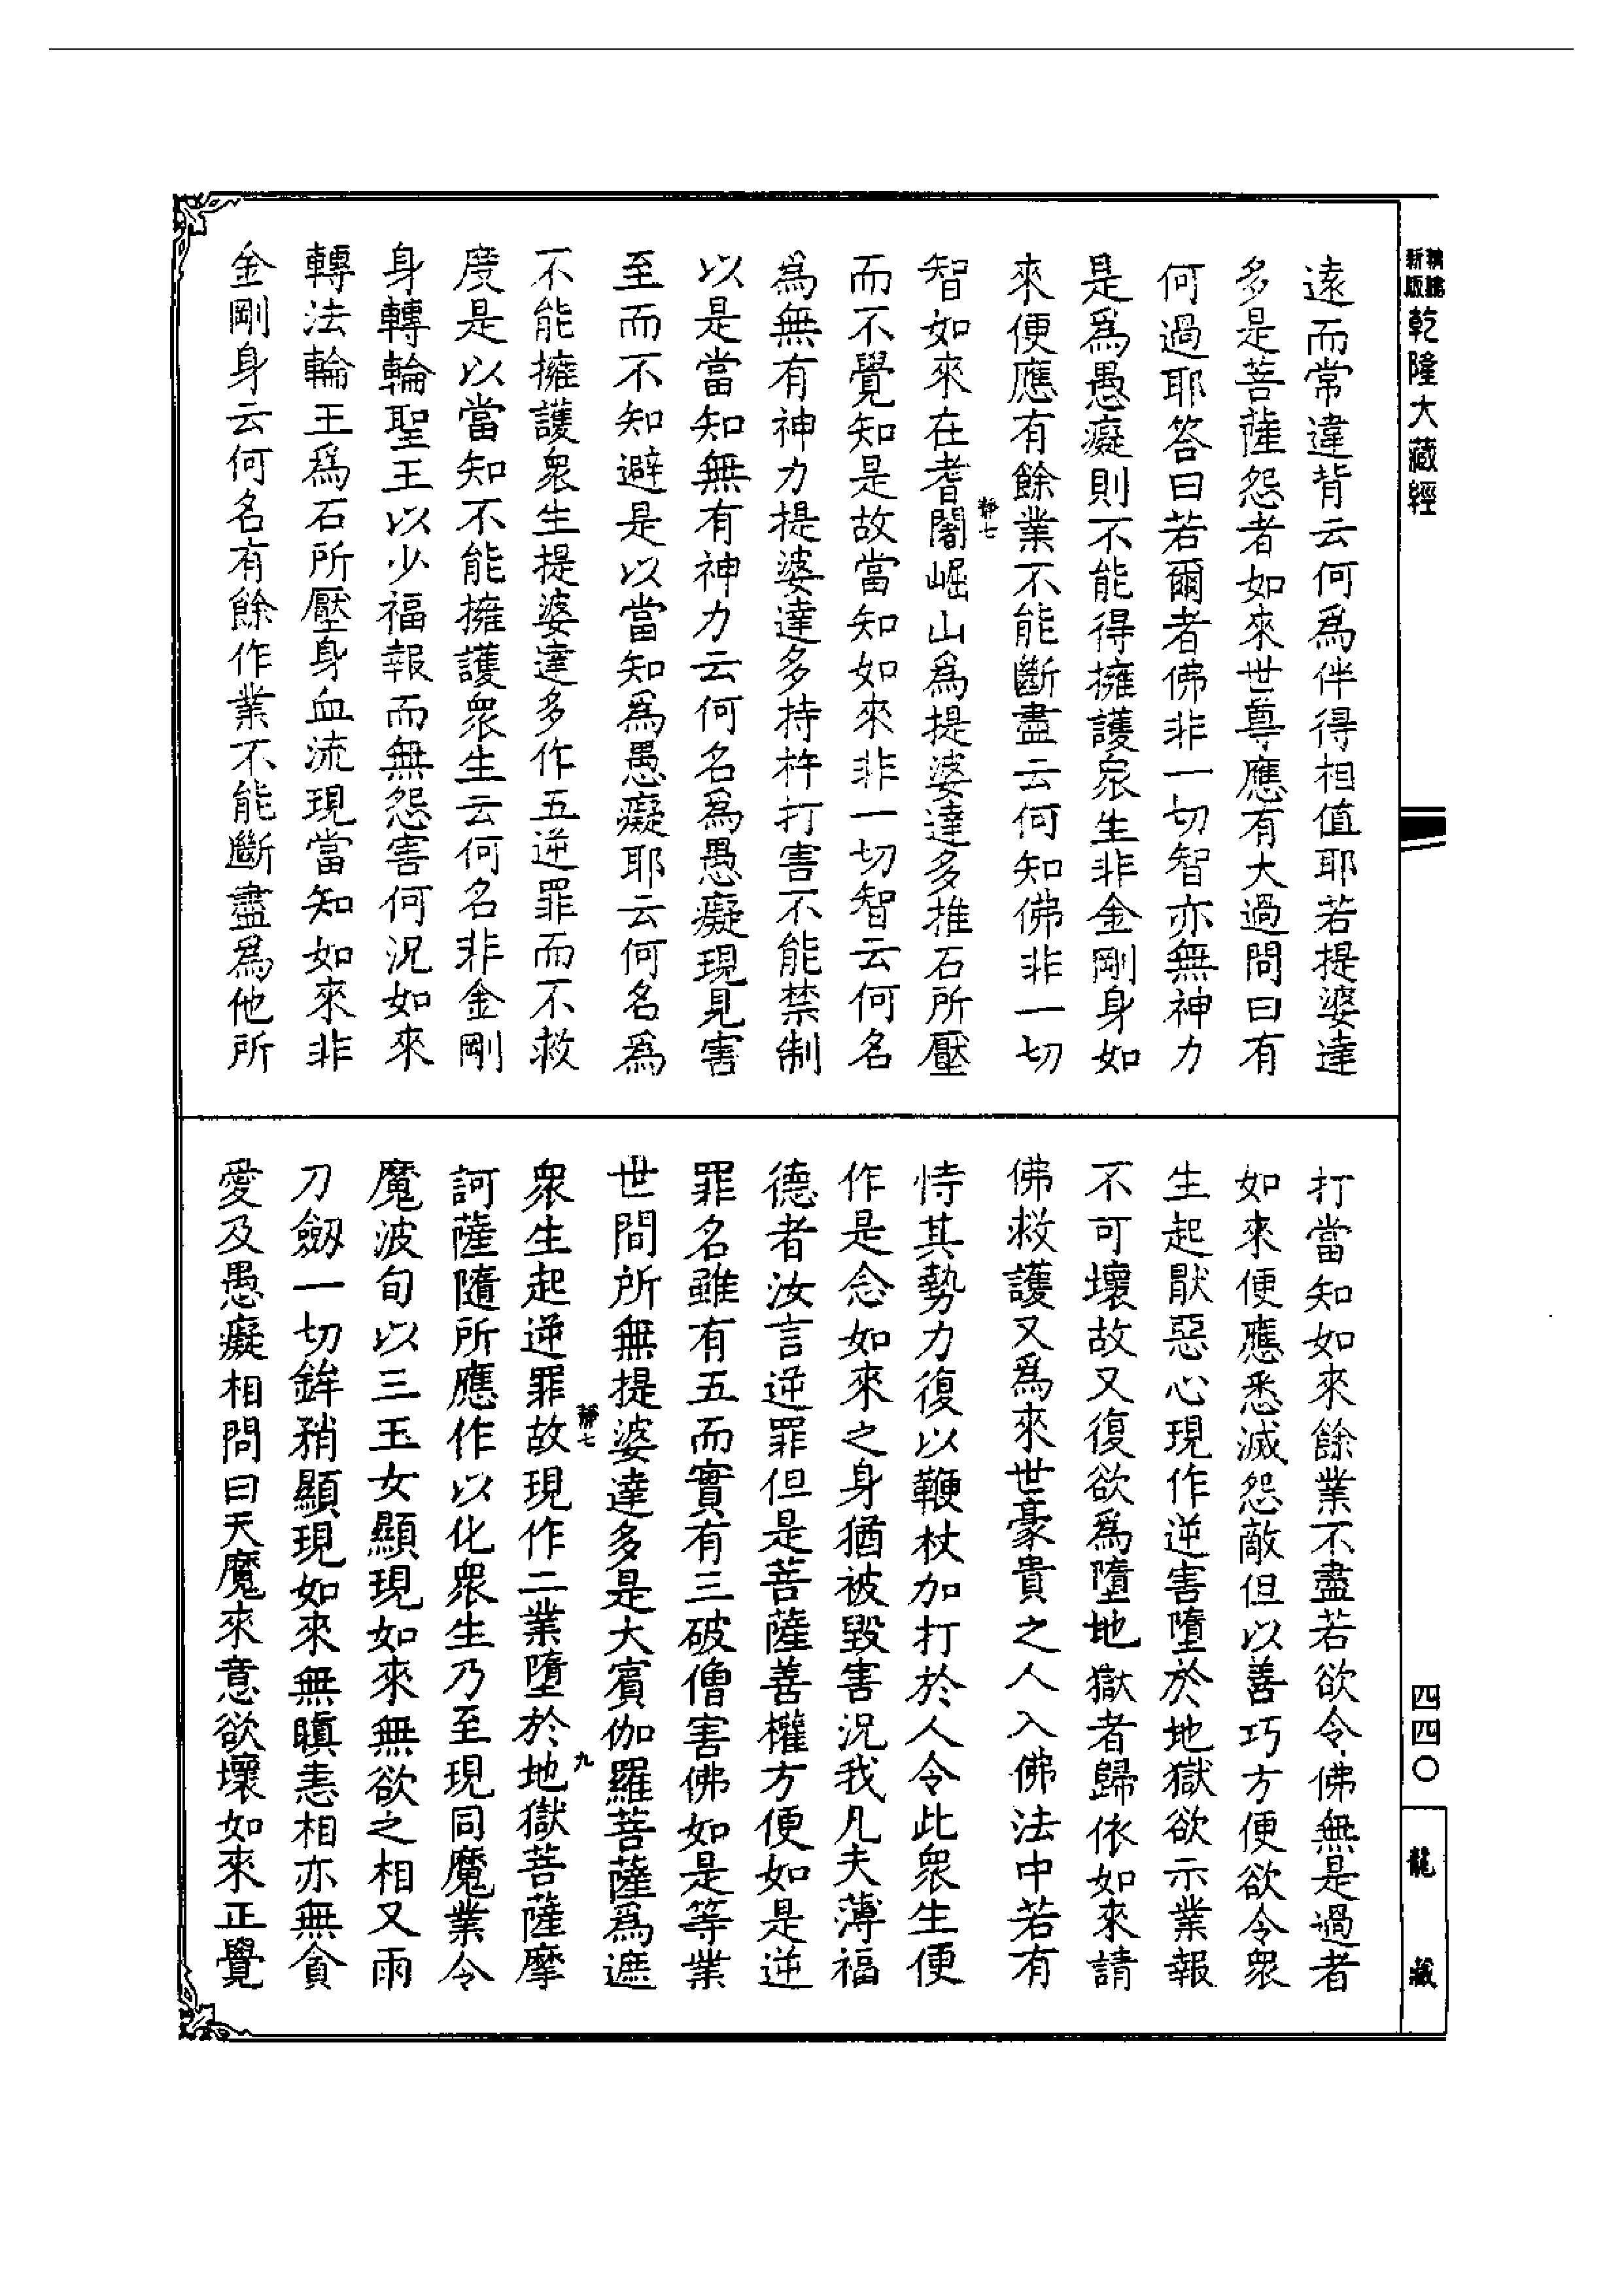 新版乾隆大藏經
遠而常違背云何爲伴得相值耶若提婆達
多是菩薩怨者如來世尊應有大過問曰有
何過耶答曰若爾者佛非一切智亦無神力
是爲愚癡則不能得擁護衆生非金剛身如
來便應有餘業不能斷盡云何知佛非一切
智如來在耆闍崛山爲提婆達多推石所壓
靜七
而不覺知是故當知如來非一切智云何名
爲無有神力提婆達多持杵打害不能禁制
以是當知無有神力云何名爲愚癡現見害
至而不知避是以當知爲愚癡耶云何名爲
不能擁護衆生提婆達多作五逆罪而不救
度是以當知不能擁護衆生云何名非金剛
身轉輪聖王以少福報而無怨害何況如來
轉法輪王爲石所壓身血流現當知如來非
金剛身云何名有餘作業不能斷盡爲他所
打當知如來餘業不盡若欲令佛無是過者
如來便應悉滅怨敵但以善巧方便欲令衆
生起猒惡心現作逆害墮於地獄欲示業報
不可壞故又復欲爲墮地獄者歸依如來請
佛救護又爲來世豪貴之人入佛法中若有
恃其勢力復以鞭杖加打於人令此衆生便
作是念如來之身猶被毀害況我凡夫薄福
德者汝言逆罪但是菩薩善權方便如是逆
罪名雖有五而實有三破僧害佛如是等業
世間所無提婆達多是大賓伽羅菩薩爲遮
衆生起逆罪故現作二業墮於地獄菩薩摩
靜七
九
訶薩隨所應作以化衆生乃至現同魔業令
魔波旬以三玉女顯現如來無欲之相又雨
刀劔一切鉾矟顯現如來無瞋恚相亦無貪
愛及愚癡相問曰天魔來意欲壞如來正覺
四四〇
龍藏